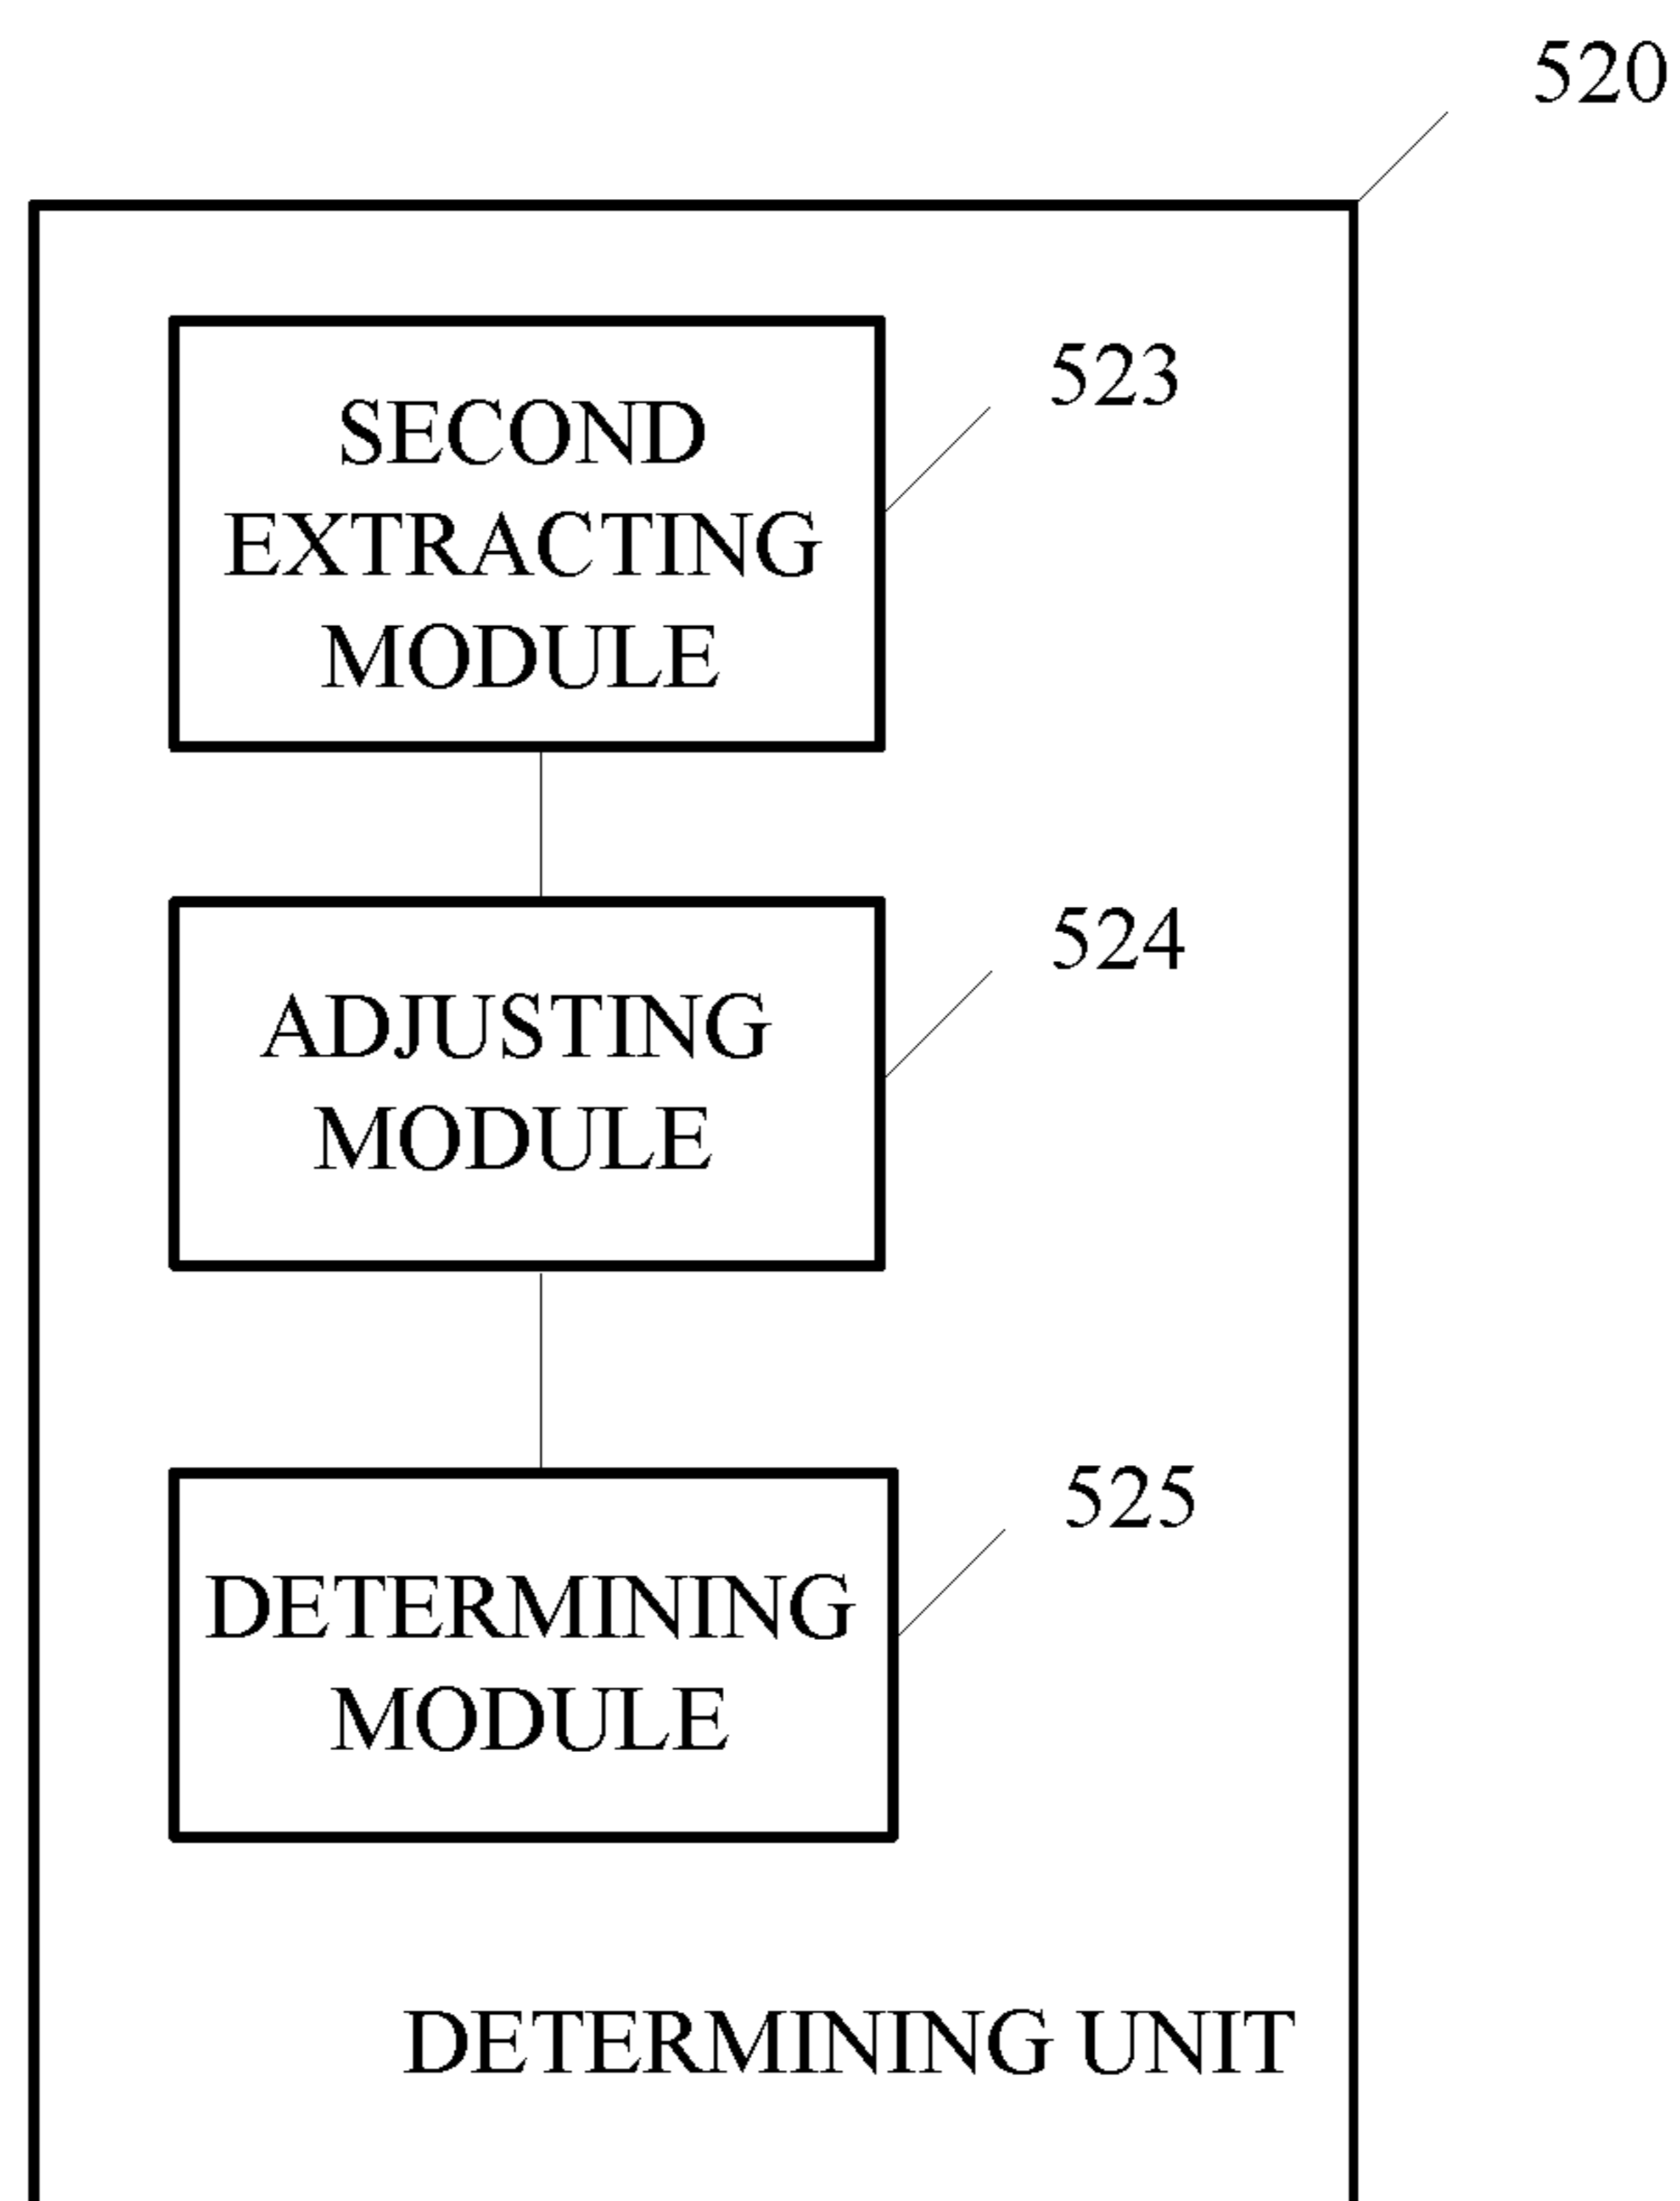 520
SECOND
EXTRACTING
MODULE
523
ADJUSTING
MODULE
524
DETERMINING
MODULE
525
DETERMINING UNIT